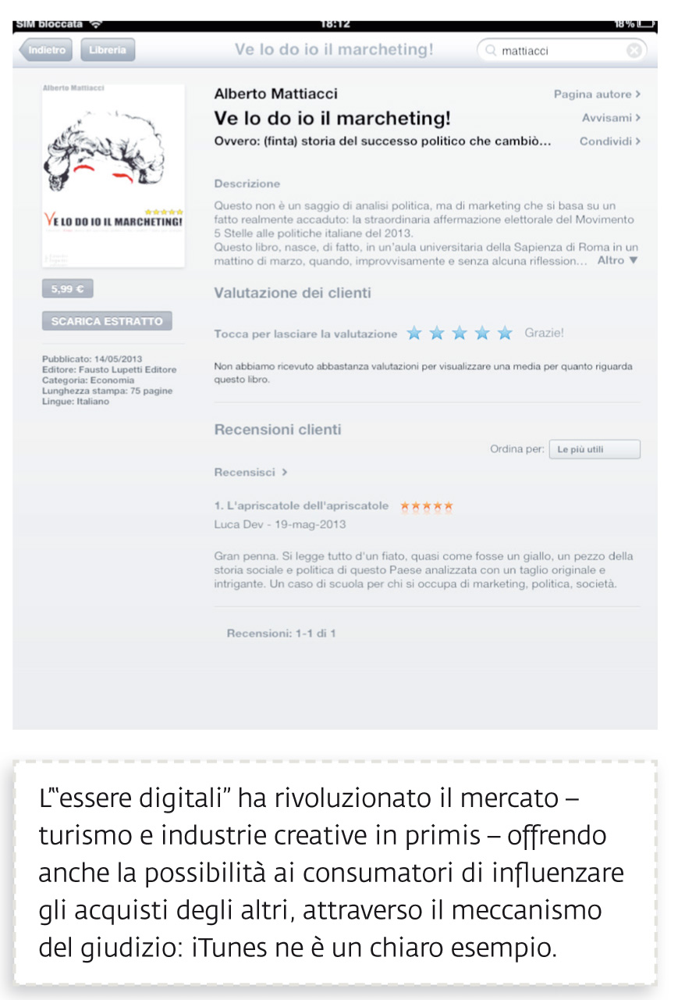 SIM bloccata 18:12 18%
Indietro Libreria Ve lo do io il marcheting! mattiacci
Alberto Mattiacci
VE LO DO IO IL MARCHETING!
5,99 €
SCARICA ESTRATTO
Pubblicato: 14/05/2013
Editore: Fausto Lupetti Editore
Categoria: Economia
Lunghezza stampa: 75 pagine
Lingue: Italiano
Alberto Mattiacci Pagina autore >
Ve lo do io il marcheting! Avvisami >
Ovvero: (finta) storia del successo politico che cambiò... Condividi >
Descrizione
Questo non è un saggio di analisi politica, ma di marketing che si basa su un
fatto realmente accaduto: la straordinaria affermazione elettorale del Movimento
5 Stelle alle politiche italiane del 2013.
Questo libro, nasce, di fatto, in un'aula universitaria della Sapienza di Roma in un
mattino di marzo, quando, improvvisamente e senza alcuna riflession... Altro ▼
Valutazione dei clienti
Tocca per lasciare la valutazione ★ ★ ★ ★ ★ Grazie!
Non abbiamo ricevuto abbastanza valutazioni per visualizzare una media per quanto riguarda
questo libro.
Recensioni clienti
Ordina per: Le più utili
Recensisci >
1. L'apriscatole dell'apriscatole ★★★★★
Luca Dev - 19-mag-2013
Gran penna. Si legge tutto d'un fiato, quasi come fosse un giallo, un pezzo della
storia sociale e politica di questo Paese analizzata con un taglio originale e
intrigante. Un caso di scuola per chi si occupa di marketing, politica, società.
Recensioni: 1-1 di 1
L'“essere digitali” ha rivoluzionato il mercato –
turismo e industrie creative in primis – offrendo
anche la possibilità ai consumatori di influenzare
gli acquisti degli altri, attraverso il meccanismo
del giudizio: iTunes ne è un chiaro esempio.